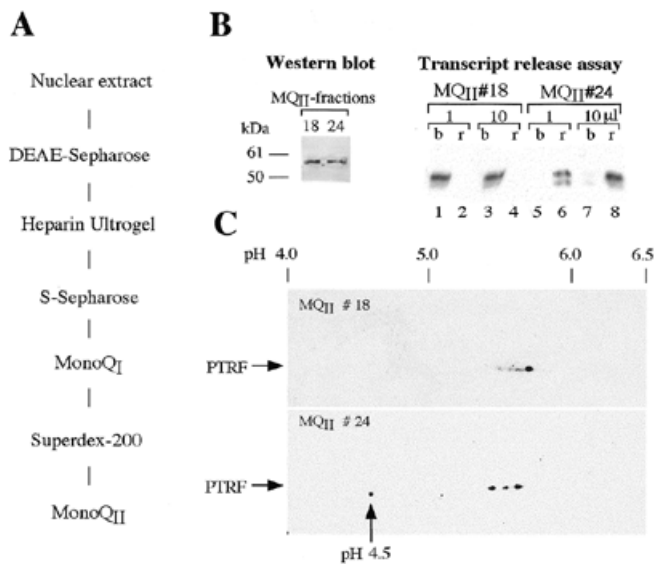 A
Nuclear extract
DEAE-Sepharose
Heparin Ultrogel
S-Sepharose
MonoQI
Superdex-200
MonoQII
B
Western blot
MQII-fractions
kDa 18 24
61
50
Transcript release assay
MQII#18 MQII#24
1 10 1 10 µl
b r b r b r b r
1 2 3 4 5 6 7 8
C
pH 4.0 5.0 6.0 6.5
MQII # 18
PTRF
MQII # 24
PTRF
pH 4.5